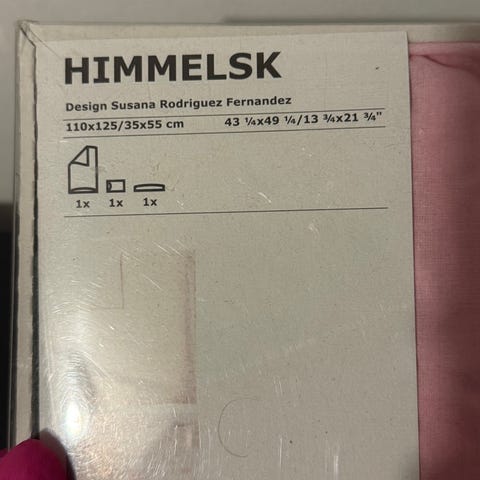 HIMMELSK
Design Susana Rodriguez Fernandez
110x125/35x55 cm 43 ¼x49 ¼/13 ¾x21 ¾"
1x 1x 1x